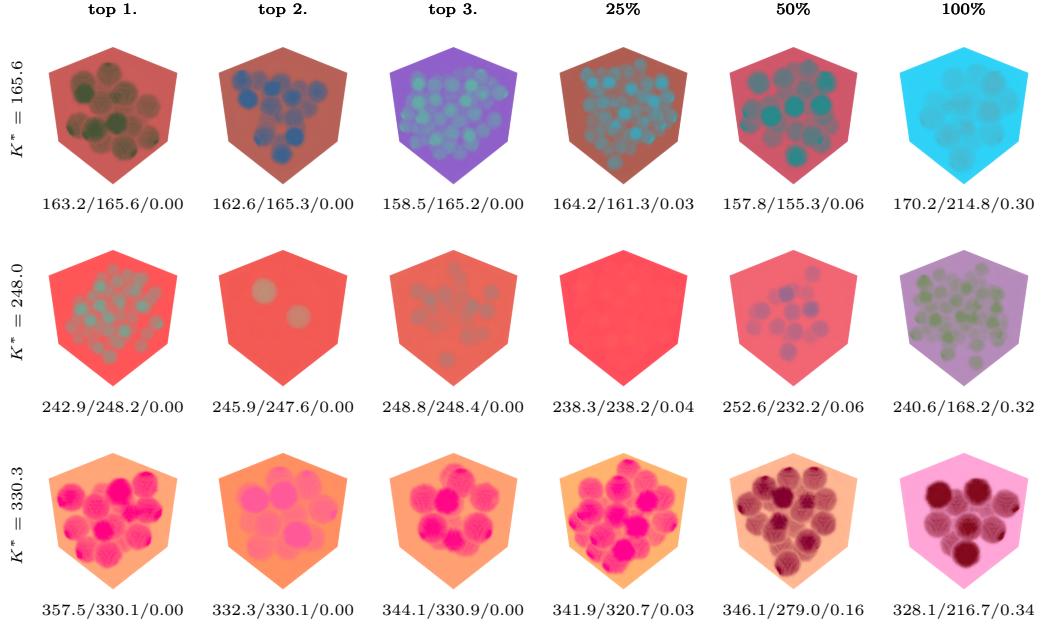 top 1. top 2. top 3. 25% 50% 100%
K* = 165.6
163.2/165.6/0.00 162.6/165.3/0.00 158.5/165.2/0.00 164.2/161.3/0.03 157.8/155.3/0.06 170.2/214.8/0.30
K* = 248.0
242.9/248.2/0.00 245.9/247.6/0.00 248.8/248.4/0.00 238.3/238.2/0.04 252.6/232.2/0.06 240.6/168.2/0.32
K* = 330.3
357.5/330.1/0.00 332.3/330.1/0.00 344.1/330.9/0.00 341.9/320.7/0.03 346.1/279.0/0.16 328.1/216.7/0.34